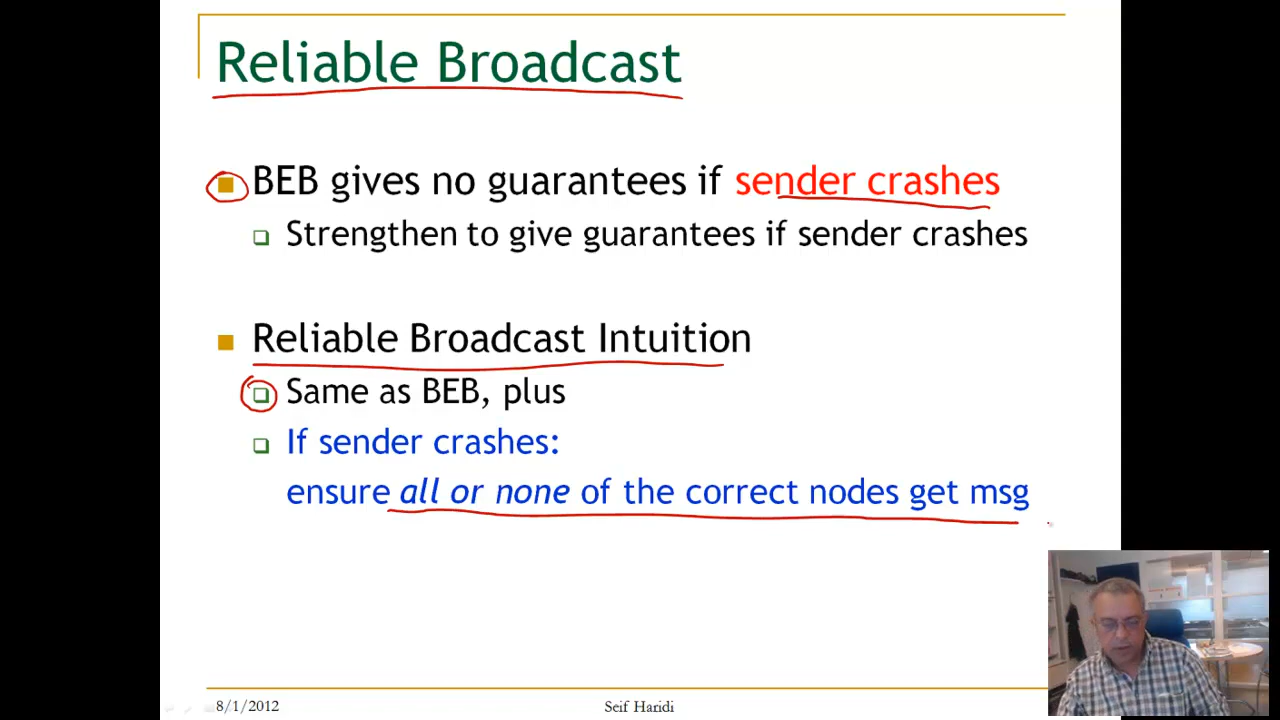 Reliable Broadcast
BEB gives no guarantees if sender crashes
Strengthen to give guarantees if sender crashes
Reliable Broadcast Intuition
Same as BEB, plus
If sender crashes:
ensure all or none of the correct nodes get msg
8/1/2012
Seif Haridi